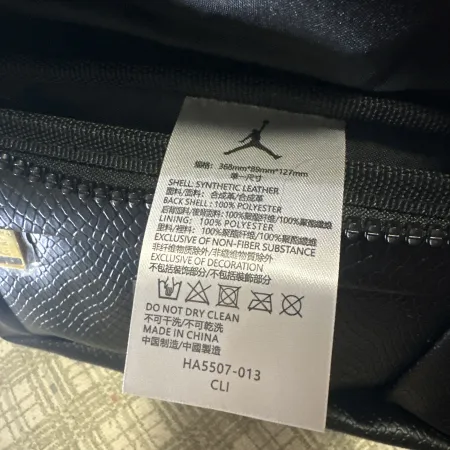 规格: 368mm*89mm*127mm
单一尺寸
SHELL: SYNTHETIC LEATHER
面料/面料: 合成革/合成革
BACK SHELL: 100% POLYESTER
后背面料/後背面料: 100%聚酯纤维/100%聚酯纖維
LINING: 100% POLYESTER
里料/裡料: 100%聚酯纤维/100%聚酯纖維
EXCLUSIVE OF NON-FIBER SUBSTANCE
非纤维物质除外/非纖維物質除外
EXCLUSIVE OF DECORATION
不包括装饰部分/不包括裝飾部分
DO NOT DRY CLEAN
不可干洗/不可乾洗
MADE IN CHINA
中国制造/中國製造
HA5507-013
CLI